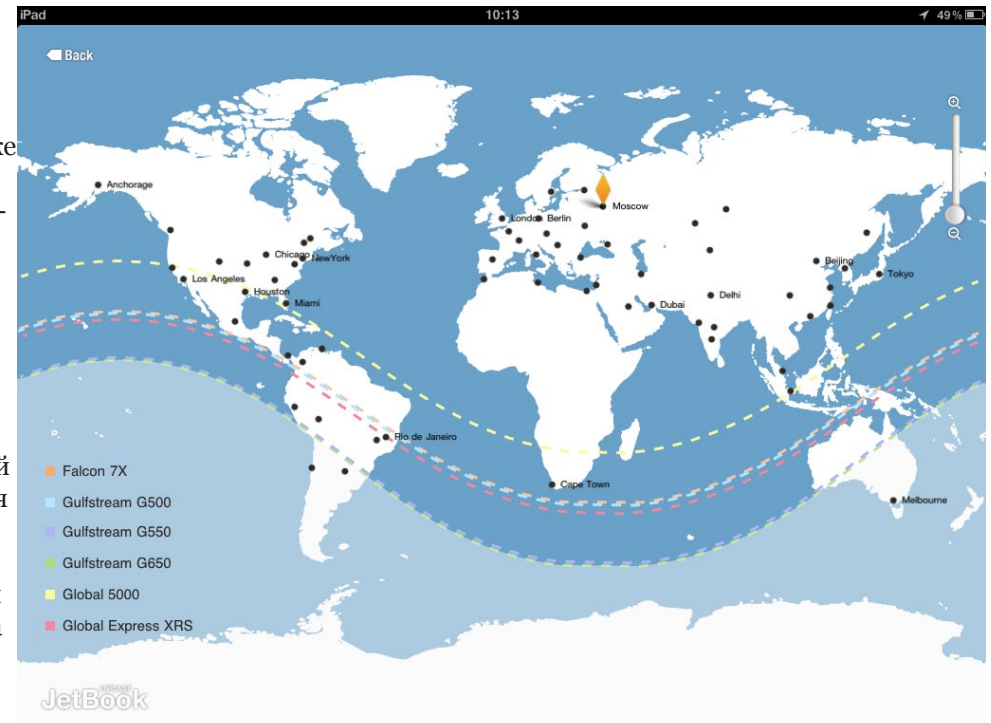 iPad 10:13 49%
Back
Anchorage
Moscow
London Berlin
Chicago
NewYork
Beijing
Los Angeles
Tokyo
Houston
Delhi
Miami
Dubai
Rio de Janeiro
Falcon 7X
Cape Town
Gulfstream G500
Melbourne
Gulfstream G550
Gulfstream G650
Global 5000
Global Express XRS
JetBook